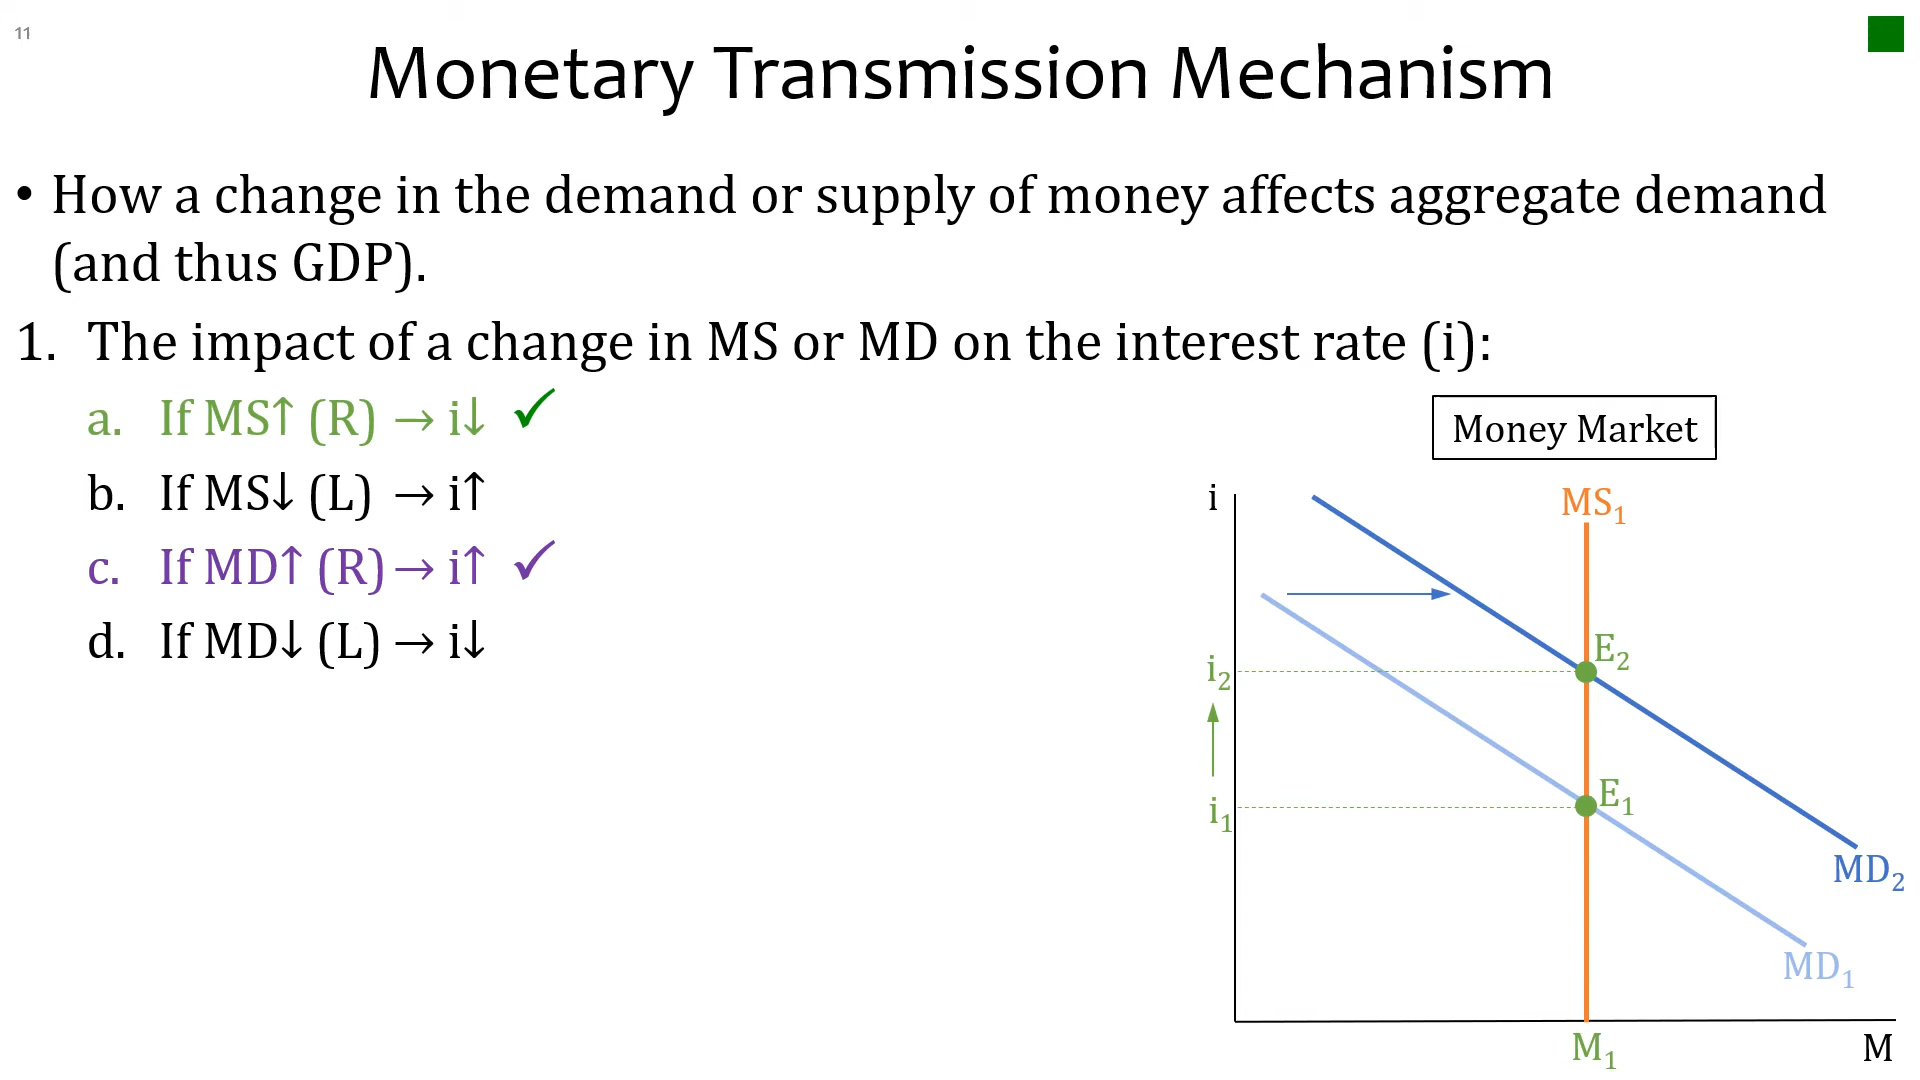 11
Monetary Transmission Mechanism
• How a change in the demand or supply of money affects aggregate demand
(and thus GDP).
1. The impact of a change in MS or MD on the interest rate (i):
a. If MS↑ (R) → i↓ ✓
b. If MS↓ (L) → i↑
c. If MD↑ (R) → i↑ ✓
d. If MD↓ (L) → i↓
Money Market
i
MS₁
E₂
i₂
E₁
i₁
MD₂
MD₁
M₁
M